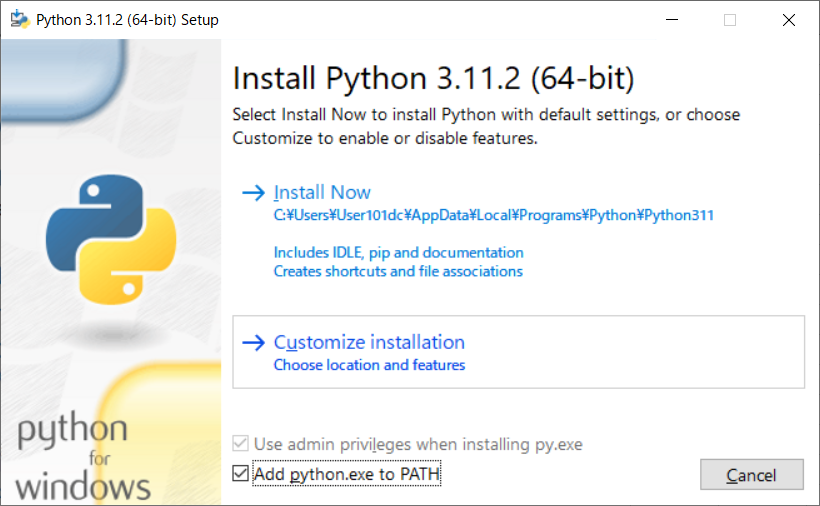 Python 3.11.2 (64-bit) Setup
Install Python 3.11.2 (64-bit)
Select Install Now to install Python with default settings, or choose
Customize to enable or disable features.
Install Now
C:¥Users¥User101dc¥AppData¥Local¥Programs¥Python¥Python311
Includes IDLE, pip and documentation
Creates shortcuts and file associations
Customize installation
Choose location and features
Use admin privileges when installing py.exe
Add python.exe to PATH
Cancel
python
for
windows